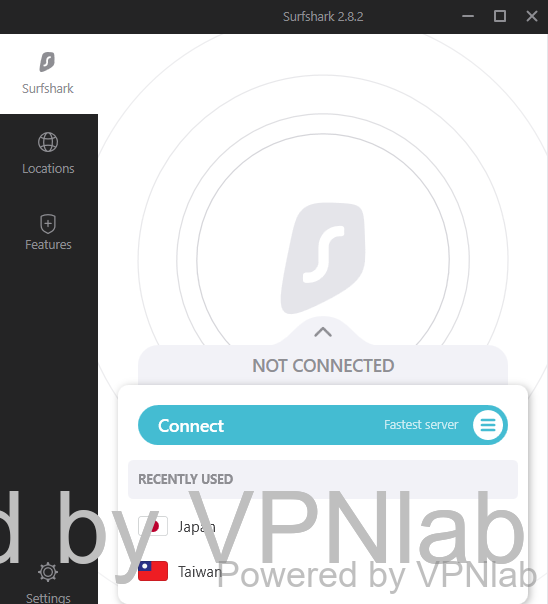 Surfshark 2.8.2
Surfshark
Locations
Features
NOT CONNECTED
Connect
Fastest server
RECENTLY USED
Japan
d by VPNlab
Taiwan
Powered by VPNlab
Settings